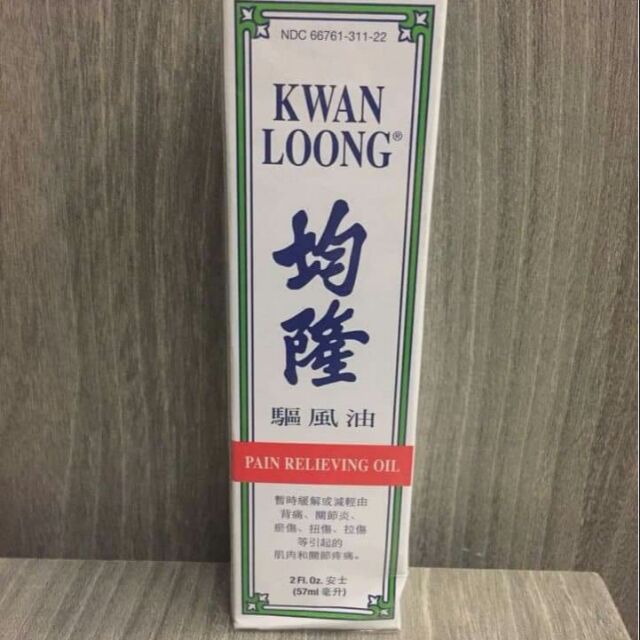 NDC 66761-311-22
KWAN
LOONG®
均
隆
驅風油
PAIN RELIEVING OIL
暫時緩解或減輕由
背痛、關節炎、
瘀傷、扭傷、拉傷
等引起的
肌肉和關節疼痛。
2 Fl. Oz. 安士
(57ml 毫升)